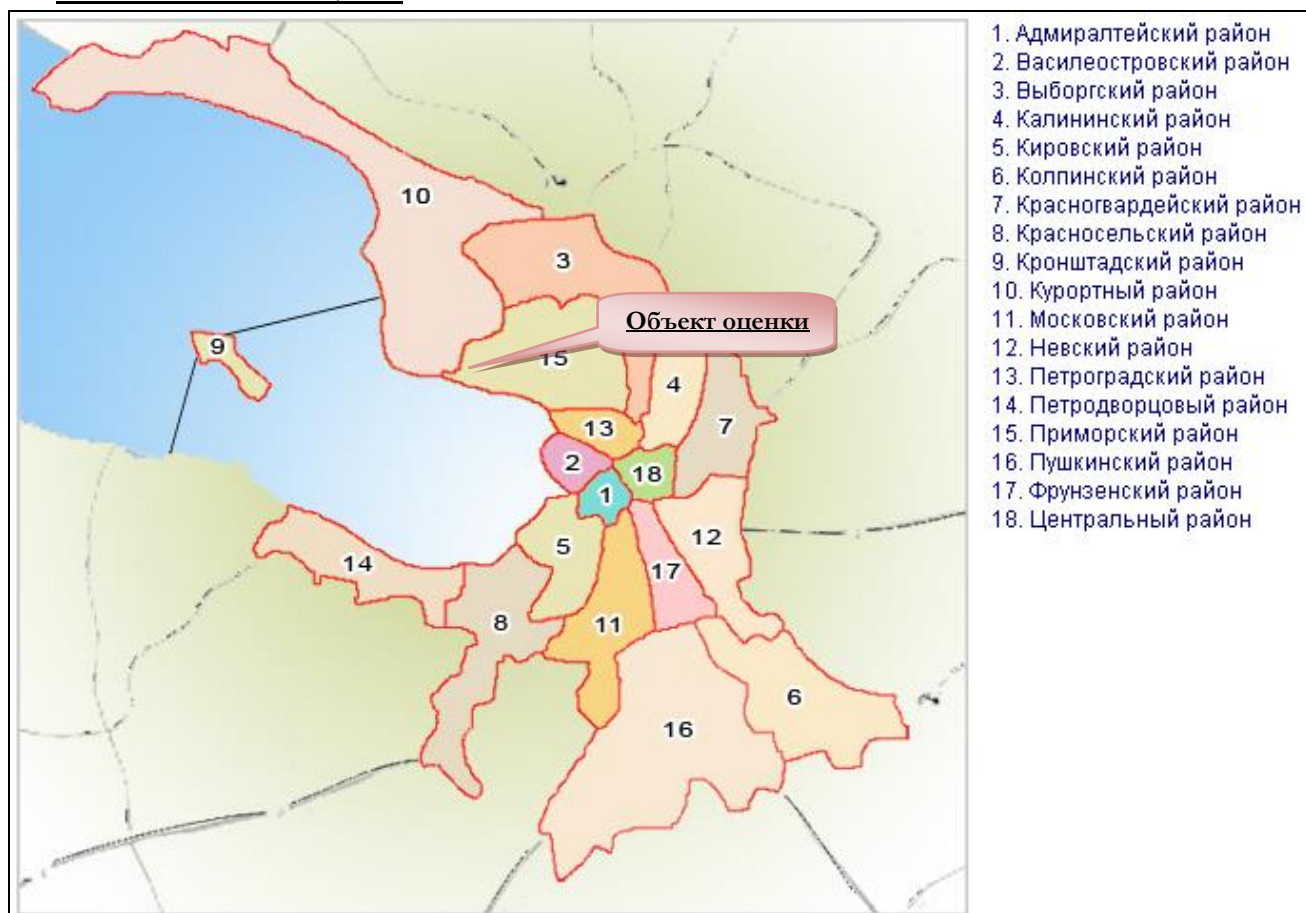 1. Адмиралтейский район
2. Василеостровский район
3. Выборгский район
4. Калининский район
5. Кировский район
6. Колпинский район
7. Красногвардейский район
8. Красносельский район
9. Кронштадский район
10. Курортный район
11. Московский район
12. Невский район
13. Петроградский район
14. Петродворцовый район
15. Приморский район
16. Пушкинский район
17. Фрунзенский район
18. Центральный район
10
3
Объект оценки
9
15
4
13
7
2
18
1
12
5
14
17
8
11
6
16